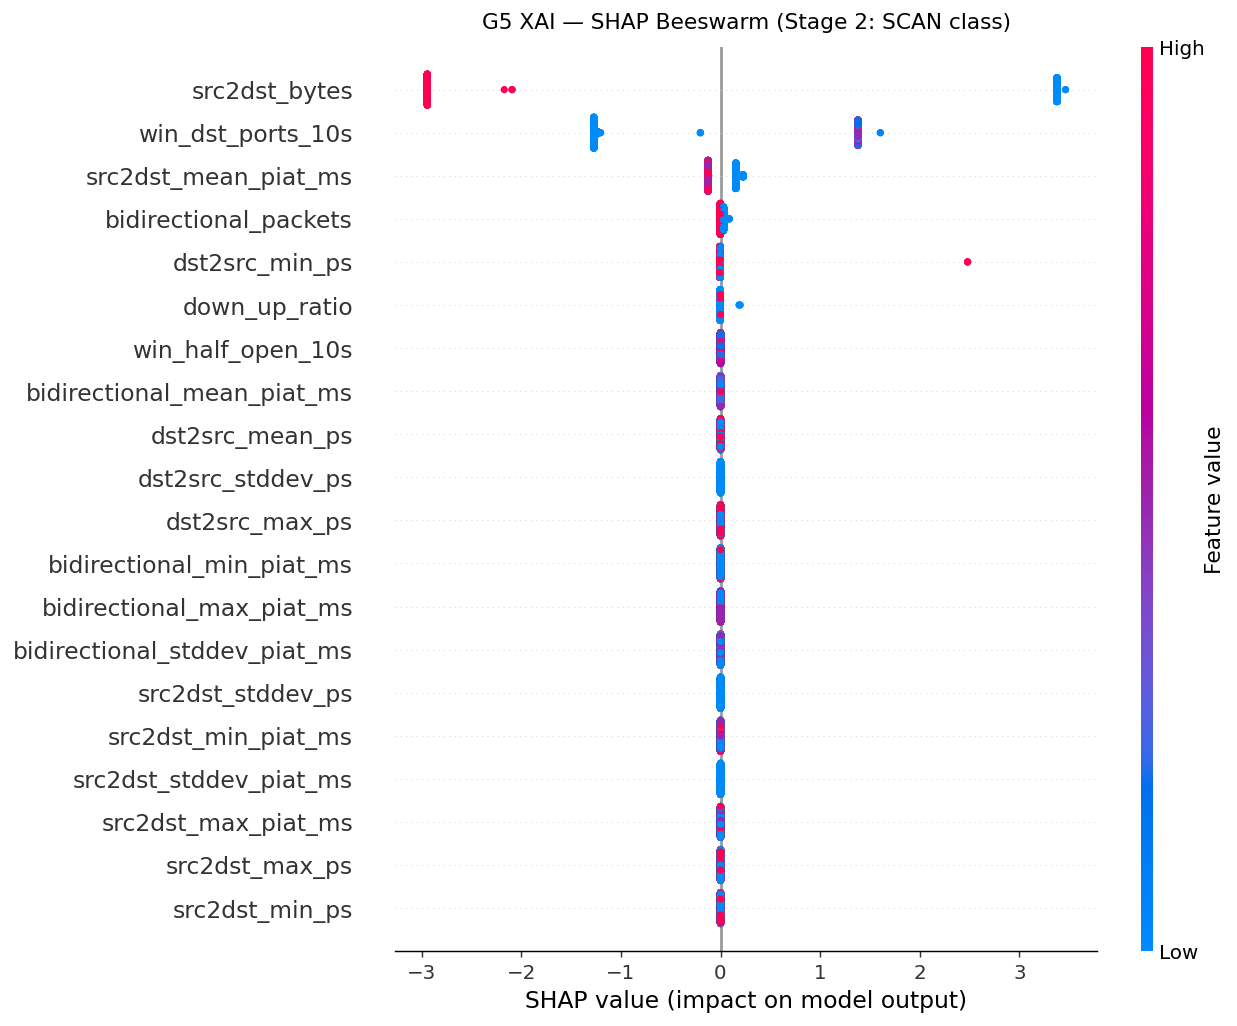 G5 XAI — SHAP Beeswarm (Stage 2: SCAN class)
High
src2dst_bytes
win_dst_ports_10s
src2dst_mean_piat_ms
bidirectional_packets
dst2src_min_ps
down_up_ratio
win_half_open_10s
bidirectional_mean_piat_ms
dst2src_mean_ps
dst2src_stddev_ps
dst2src_max_ps
bidirectional_min_piat_ms
bidirectional_max_piat_ms
bidirectional_stddev_piat_ms
src2dst_stddev_ps
src2dst_min_piat_ms
src2dst_stddev_piat_ms
src2dst_max_piat_ms
src2dst_max_ps
src2dst_min_ps
Feature value
Low
−3 −2 −1 0 1 2 3
SHAP value (impact on model output)